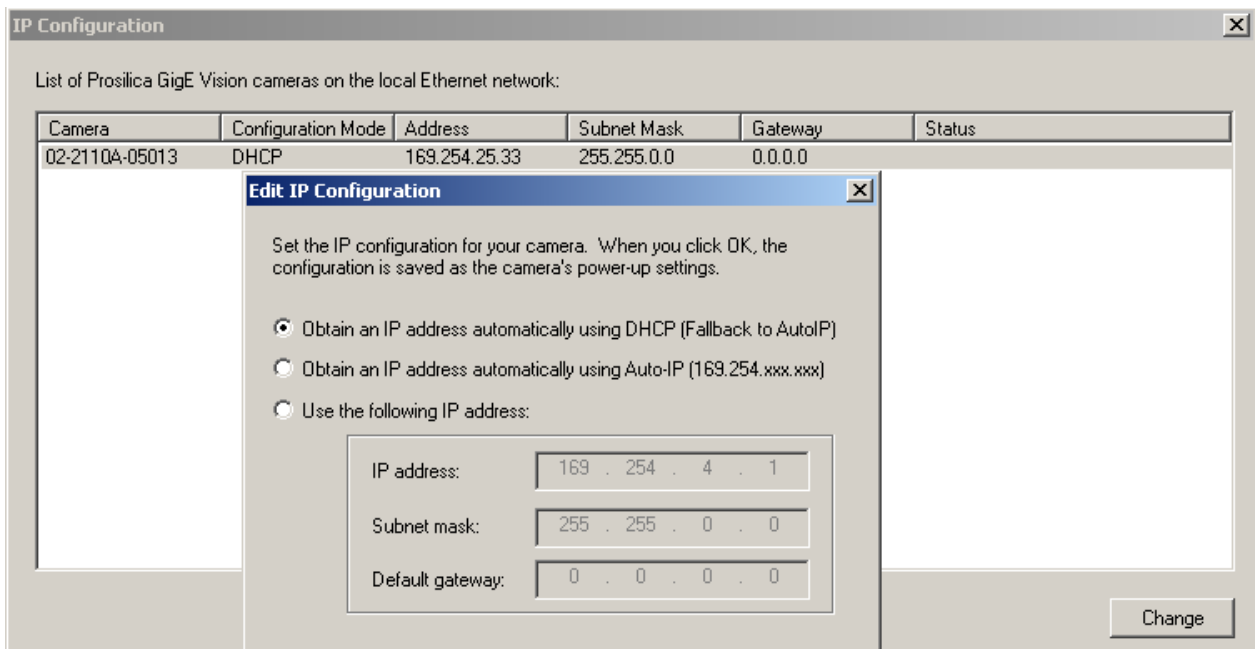 IP Configuration
List of Prosilica GigE Vision cameras on the local Ethernet network:
Camera Configuration Mode Address Subnet Mask Gateway Status
02-2110A-05013 DHCP 169.254.25.33 255.255.0.0 0.0.0.0
Edit IP Configuration
Set the IP configuration for your camera. When you click OK, the
configuration is saved as the camera's power-up settings.
Obtain an IP address automatically using DHCP (Fallback to AutoIP)
Obtain an IP address automatically using Auto-IP (169.254.xxx.xxx)
Use the following IP address:
IP address: 169 . 254 . 4 . 1
Subnet mask: 255 . 255 . 0 . 0
Default gateway: 0 . 0 . 0 . 0
Change